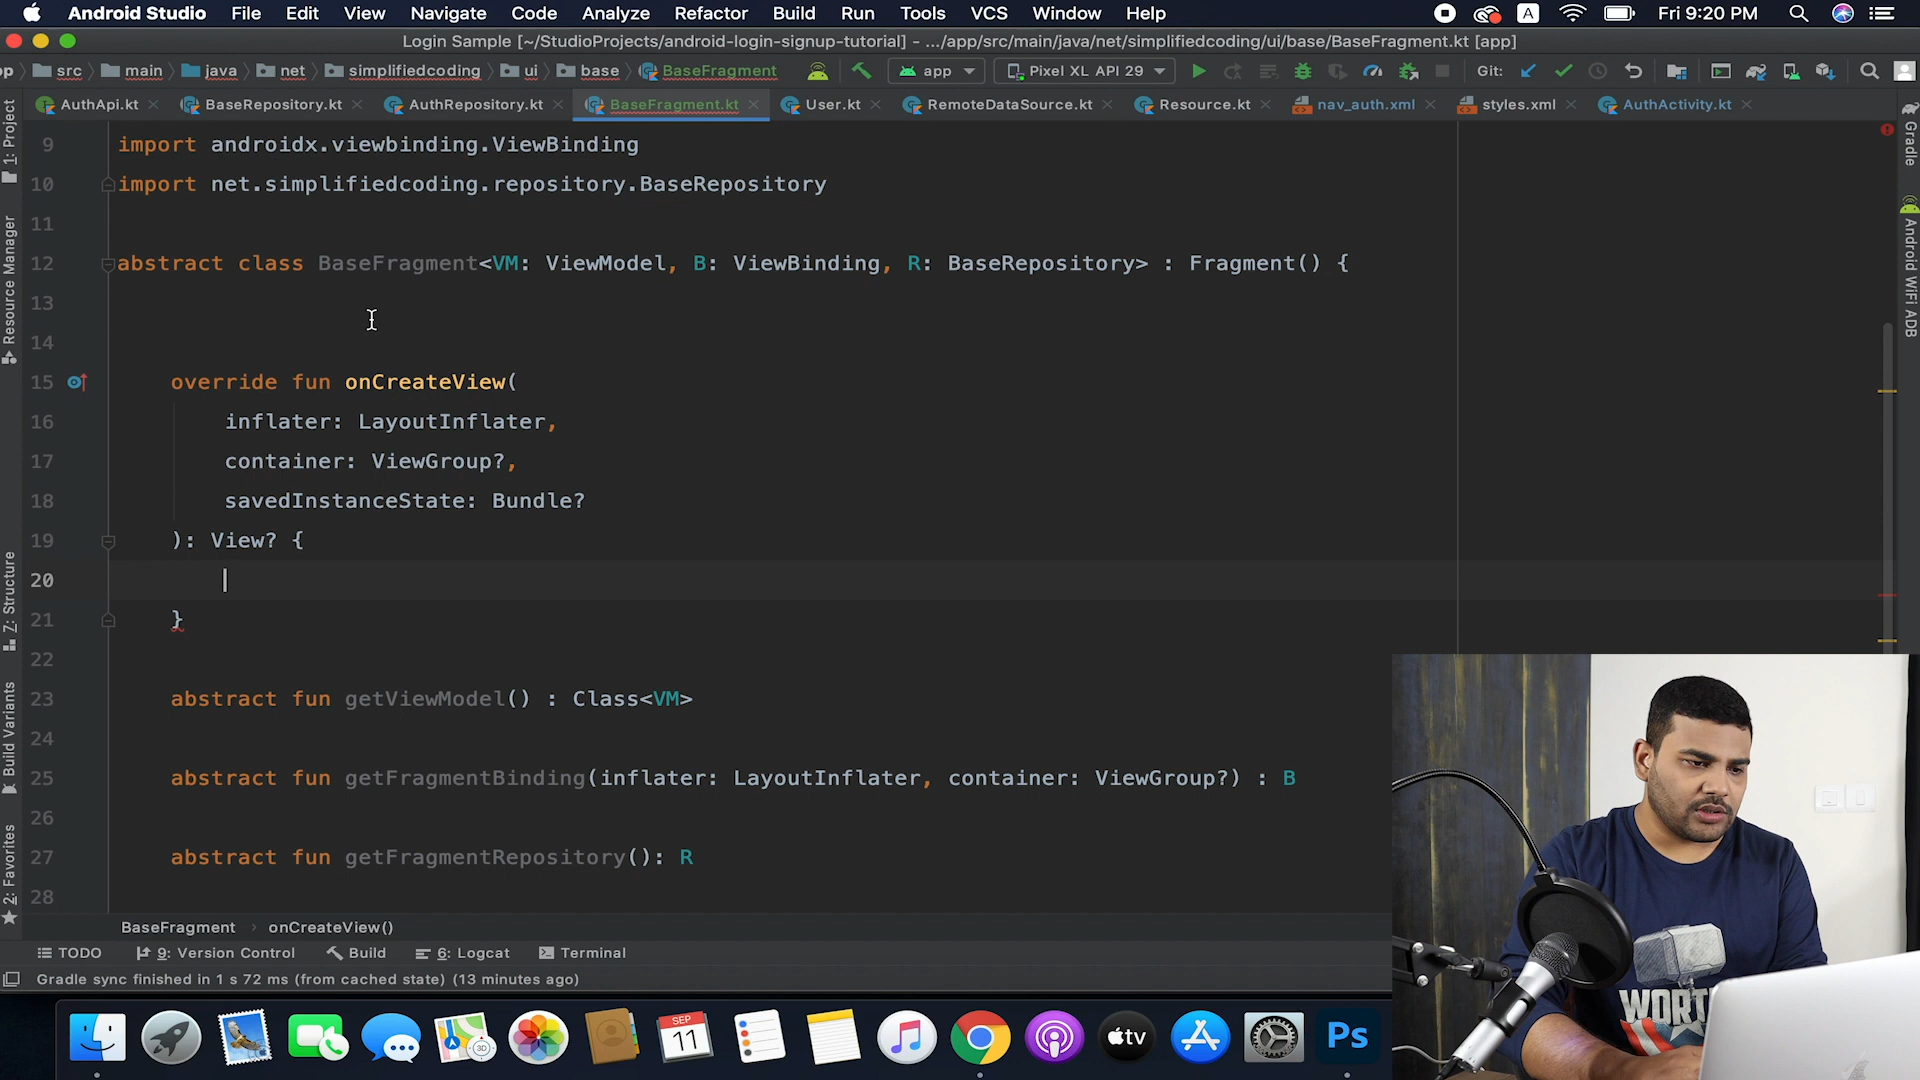 Android Studio File Edit View Navigate Code Analyze Refactor Build Run Tools VCS Window Help A Fri 9:20 PM
Login Sample [~/StudioProjects/android-login-signup-tutorial] - .../app/src/main/java/net/simplifiedcoding/ui/base/BaseFragment.kt [app]
src main java net simplifiedcoding ui base BaseFragment app Pixel XL API 29 Git:
AuthApi.kt BaseRepository.kt AuthRepository.kt BaseFragment.kt User.kt RemoteDataSource.kt Resource.kt nav_auth.xml styles.xml AuthActivity.kt
1: Project
Resource Manager
Z: Structure
Build Variants
2: Favorites
Gradle
Android WiFi ADB
9 import androidx.viewbinding.ViewBinding
10 import net.simplifiedcoding.repository.BaseRepository
11
12 abstract class BaseFragment<VM: ViewModel, B: ViewBinding, R: BaseRepository> : Fragment() {
13
14
15 override fun onCreateView(
16 inflater: LayoutInflater,
17 container: ViewGroup?,
18 savedInstanceState: Bundle?
19 ): View? {
20
21 }
22
23 abstract fun getViewModel() : Class<VM>
24
25 abstract fun getFragmentBinding(inflater: LayoutInflater, container: ViewGroup?) : B
26
27 abstract fun getFragmentRepository(): R
28
BaseFragment onCreateView()
TODO 9: Version Control Build 6: Logcat Terminal
Gradle sync finished in 1 s 72 ms (from cached state) (13 minutes ago)
3D
SEP
11
tv
Ps